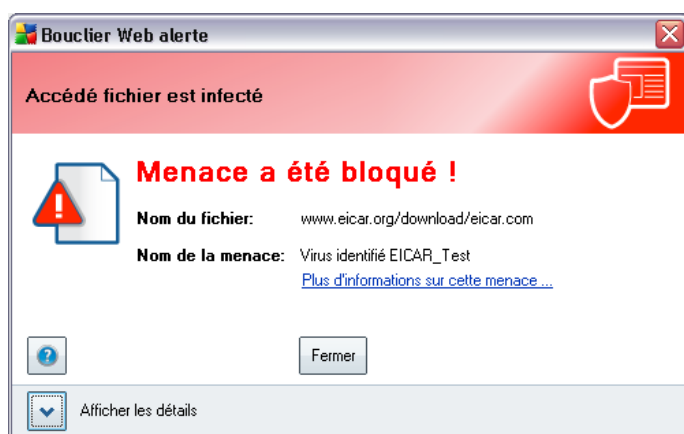 Bouclier Web alerte
Accédé fichier est infecté
Menace a été bloqué !
Nom du fichier: www.eicar.org/download/eicar.com
Nom de la menace: Virus identifié EICAR_Test
Plus d'informations sur cette menace ...
Fermer
Afficher les détails